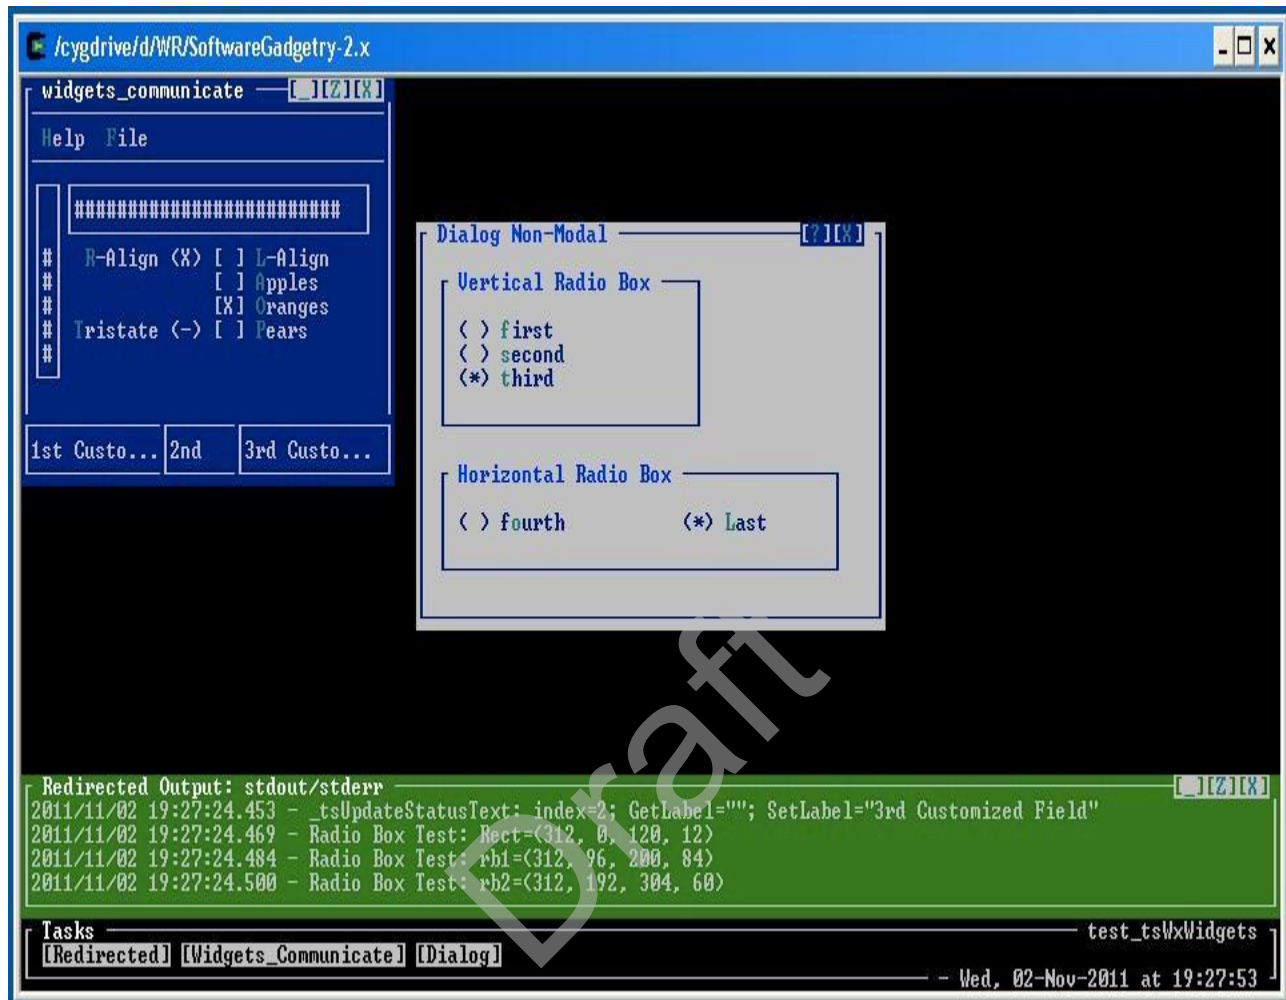 /cygdrive/d/WR/SoftwareGadgetry-2.x
widgets_communicate [_][Z][X]
Help File
########################
#
#
#
#
#
R-Align (X) [ ] L-Align
[ ] Apples
[X] Oranges
Tristate (-) [ ] Pears
1st Custo... 2nd 3rd Custo...
Dialog Non-Modal [?][X]
Vertical Radio Box
( ) first
( ) second
(*) third
Horizontal Radio Box
( ) fourth (*) Last
Draft
Redirected Output: stdout/stderr [_][Z][X]
2011/11/02 19:27:24.453 - _tsUpdateStatusText: index=2; GetLabel=""; SetLabel="3rd Customized Field"
2011/11/02 19:27:24.469 - Radio Box Test: Rect=(312, 0, 120, 12)
2011/11/02 19:27:24.484 - Radio Box Test: rb1=(312, 96, 200, 84)
2011/11/02 19:27:24.500 - Radio Box Test: rb2=(312, 192, 304, 60)
Tasks test_tsWxWidgets
[Redirected] [Widgets_Communicate] [Dialog]
- Wed, 02-Nov-2011 at 19:27:53